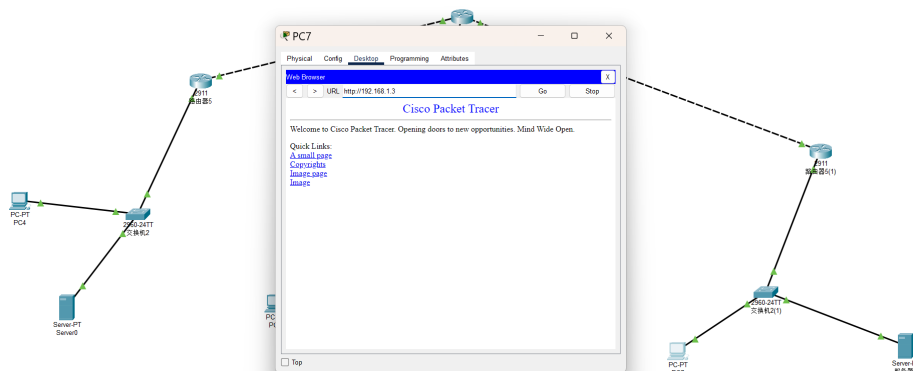 PC7
Physical Config Desktop Programming Attributes
Web Browser
X
< > URL http://192.168.1.3 Go Stop
Cisco Packet Tracer
Welcome to Cisco Packet Tracer. Opening doors to new opportunities. Mind Wide Open.
Quick Links:
A small page
Copyrights
Image page
Image
Top
2911
路由器5
PC-PT
PC4
2960-24TT
交换机2
Server-PT
Server0
2911
路由器5(1)
2960-24TT
交换机2(1)
PC-PT